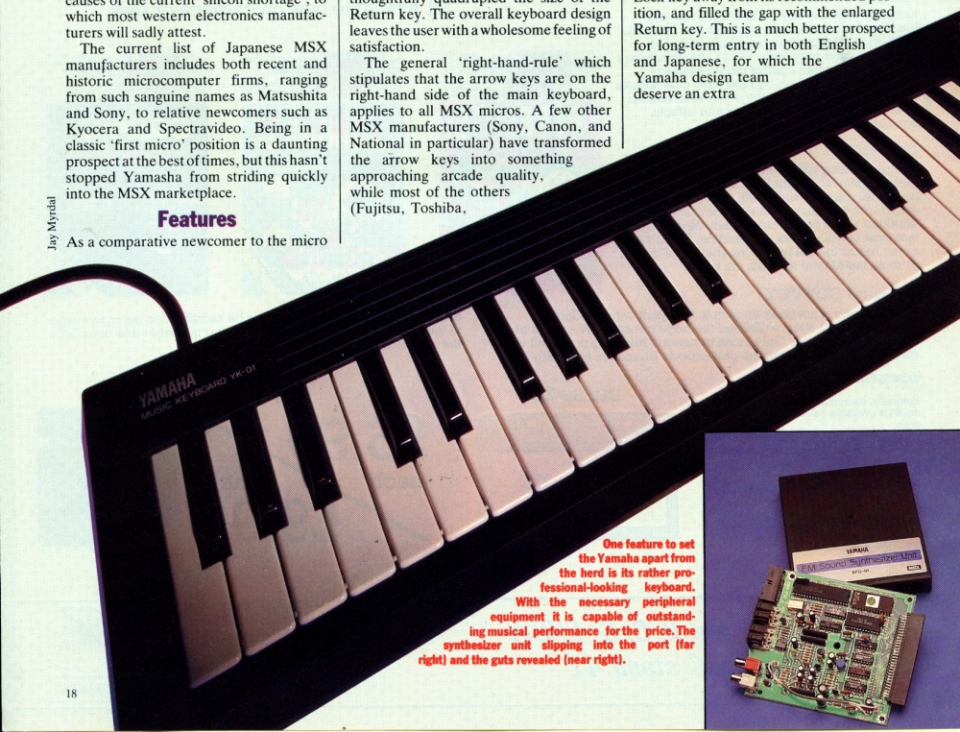 which most western electronics manufac-
turers will sadly attest.
The current list of Japanese MSX
manufacturers includes both recent and
historic microcomputer firms, ranging
from such sanguine names as Matsushita
and Sony, to relative newcomers such as
Kyocera and Spectravideo. Being in a
classic 'first micro' position is a daunting
prospect at the best of times, but this hasn't
stopped Yamasha from striding quickly
into the MSX marketplace.
Features
As a comparative newcomer to the micro
Jay Myrdal
thoughtfully quadrupled the size of the
Return key. The overall keyboard design
leaves the user with a wholesome feeling of
satisfaction.
The general 'right-hand-rule' which
stipulates that the arrow keys are on the
right-hand side of the main keyboard,
applies to all MSX micros. A few other
MSX manufacturers (Sony, Canon, and
National in particular) have transformed
the arrow keys into something
approaching arcade quality,
while most of the others
(Fujitsu, Toshiba,
ition, and filled the gap with the enlarged
Return key. This is a much better prospect
for long-term entry in both English
and Japanese, for which the
Yamaha design team
deserve an extra
YAMAHA
MUSIC KEYBOARD YK-01
One feature to set
the Yamaha apart from
the herd is its rather pro-
fessional-looking keyboard.
With the necessary peripheral
equipment it is capable of outstand-
ing musical performance for the price. The
synthesizer unit slipping into the port (far
right) and the guts revealed (near right).
YAMAHA
FM Sound Synthesizer Unit
18